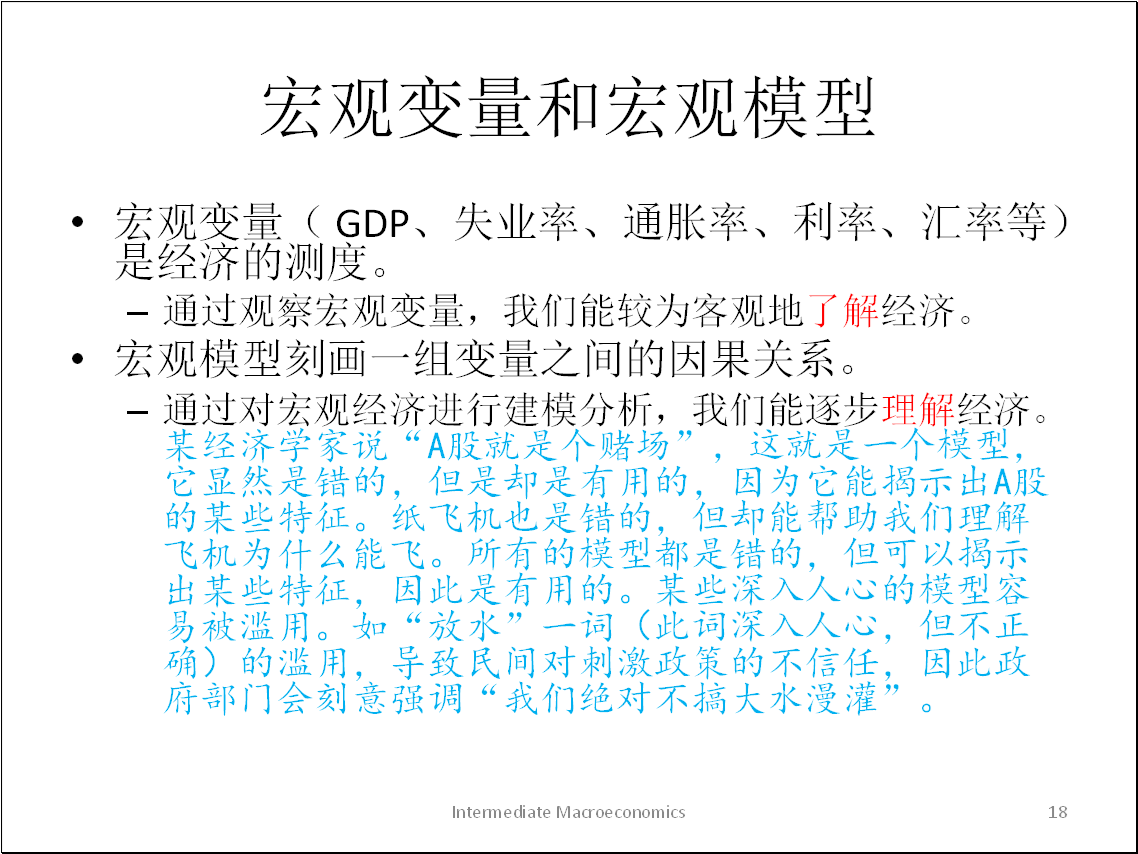 宏观变量和宏观模型
• 宏观变量（ GDP、失业率、通胀率、利率、汇率等）
是经济的测度。
– 通过观察宏观变量，我们能较为客观地了解经济。
• 宏观模型刻画一组变量之间的因果关系。
– 通过对宏观经济进行建模分析，我们能逐步理解经济。
某经济学家说“A股就是个赌场”，这就是一个模型，
它显然是错的，但是却是有用的，因为它能揭示出A股
的某些特征。纸飞机也是错的，但却能帮助我们理解
飞机为什么能飞。所有的模型都是错的，但可以揭示
出某些特征，因此是有用的。某些深入人心的模型容
易被滥用。如“放水”一词（此词深入人心，但不正
确）的滥用，导致民间对刺激政策的不信任，因此政
府部门会刻意强调“我们绝对不搞大水漫灌”。
Intermediate Macroeconomics
18